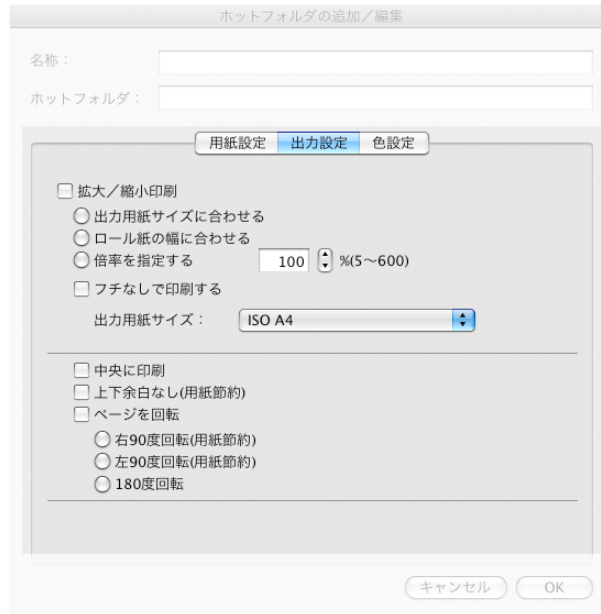 ホットフォルダの追加／編集
名称：
ホットフォルダ：
用紙設定 出力設定 色設定
拡大／縮小印刷
出力用紙サイズに合わせる
ロール紙の幅に合わせる
倍率を指定する 100 %(5〜600)
フチなしで印刷する
出力用紙サイズ： ISO A4
中央に印刷
上下余白なし(用紙節約)
ページを回転
右90度回転(用紙節約)
左90度回転(用紙節約)
180度回転
キャンセル OK